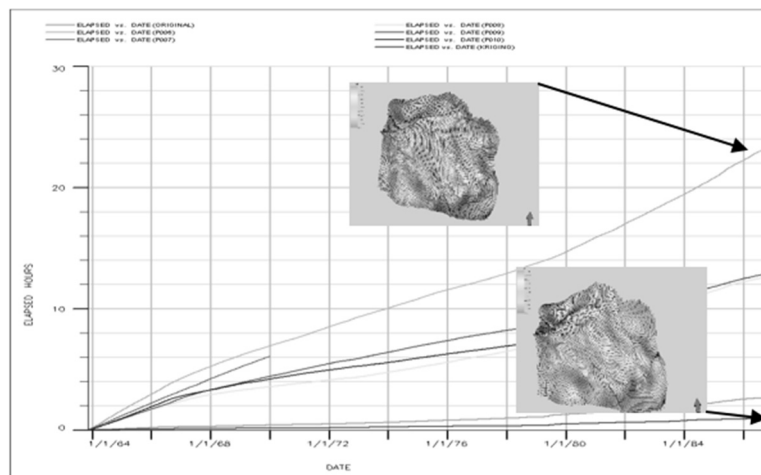 ELAPSED vs. DATE (ORIGINAL)
ELAPSED vs. DATE (P006)
ELAPSED vs. DATE (P007)
ELAPSED vs. DATE (P008)
ELAPSED vs. DATE (P009)
ELAPSED vs. DATE (P010)
ELAPSED vs. DATE (KRIGING)
30
20
10
0
ELAPSED HOURS
1/1/64 1/1/68 1/1/72 1/1/76 1/1/80 1/1/84
DATE